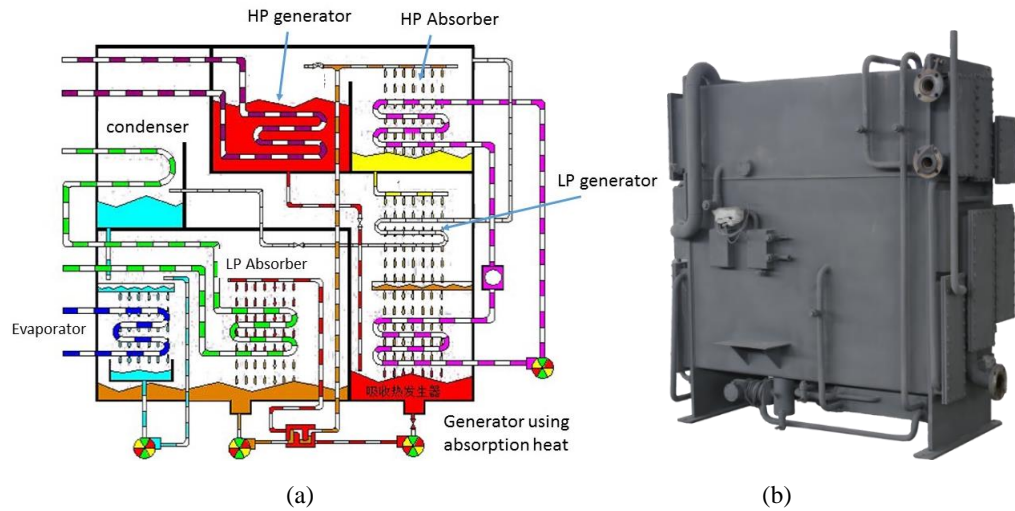 HP generator
HP Absorber
condenser
LP generator
LP Absorber
Evaporator
吸收热发生器
Generator using
absorption heat
(a)
(b)